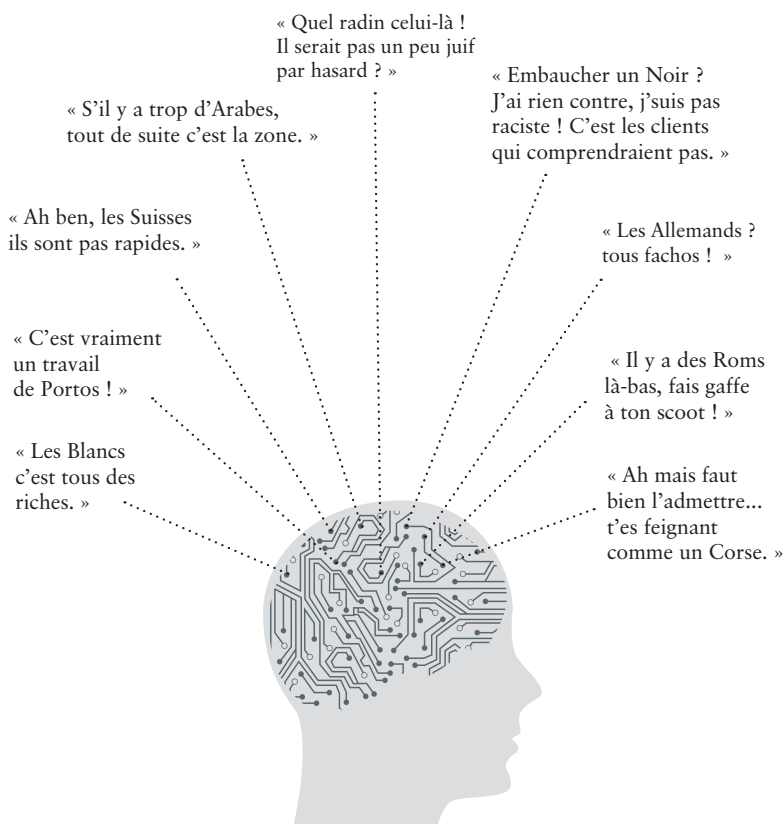 « Quel radin celui-là !
Il serait pas un peu juif
par hasard ? »
« Embaucher un Noir ?
J'ai rien contre, j'suis pas
raciste ! C'est les clients
qui comprendraient pas. »
« S'il y a trop d'Arabes,
tout de suite c'est la zone. »
« Ah ben, les Suisses
ils sont pas rapides. »
« Les Allemands ?
tous fachos ! »
« C'est vraiment
un travail
de Portos ! »
« Il y a des Roms
là-bas, fais gaffe
à ton scoot ! »
« Les Blancs
c'est tous des
riches. »
« Ah mais faut
bien l'admettre...
t'es feignant
comme un Corse. »